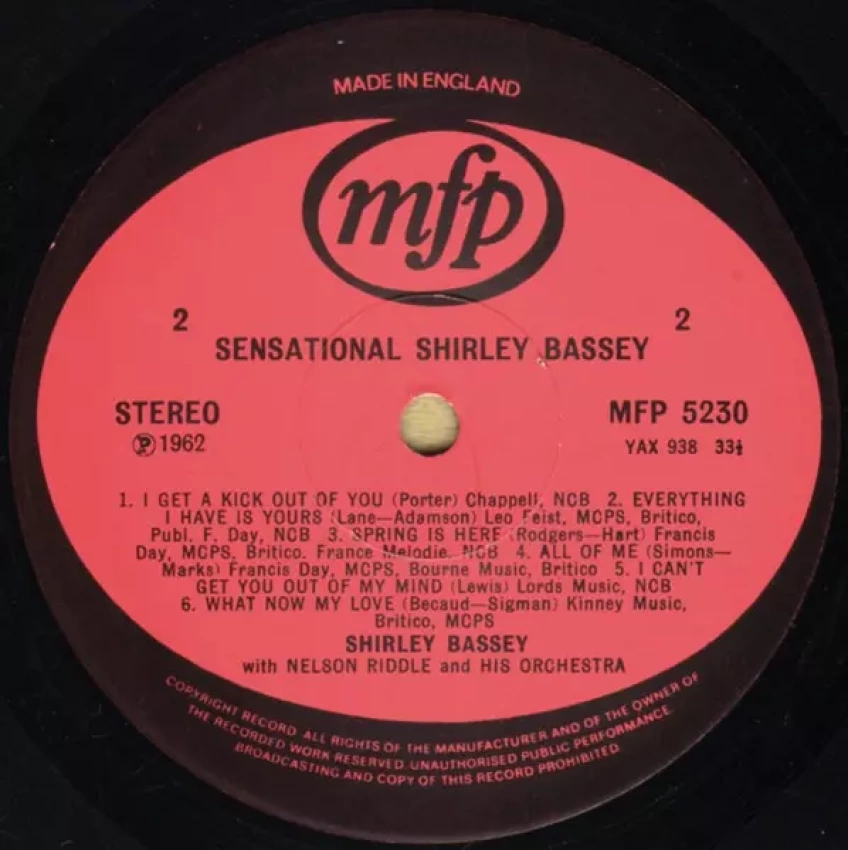 MADE IN ENGLAND
mfp
2 2
SENSATIONAL SHIRLEY BASSEY
STEREO MFP 5230
Ⓟ 1962 YAX 938 33⅓
1. I GET A KICK OUT OF YOU (Porter) Chappell, NCB 2. EVERYTHING
I HAVE IS YOURS (Lane—Adamson) Leo Feist, MCPS, Britico,
Publ. F. Day, NCB 3. SPRING IS HERE (Rodgers—Hart) Francis
Day, MCPS. Britico. France Melodie. NCB 4. ALL OF ME (Simons—
Marks) Francis Day, MCPS, Bourne Music, Britico 5. I CAN'T
GET YOU OUT OF MY MIND (Lewis) Lords Music, NCB
6. WHAT NOW MY LOVE (Becaud—Sigman) Kinney Music,
Britico, MCPS
SHIRLEY BASSEY
with NELSON RIDDLE and HIS ORCHESTRA
COPYRIGHT RECORD ALL RIGHTS OF THE MANUFACTURER AND OF THE OWNER OF
THE RECORDED WORK RESERVED UNAUTHORISED PUBLIC PERFORMANCE
BROADCASTING AND COPY OF THIS RECORD PROHIBITED